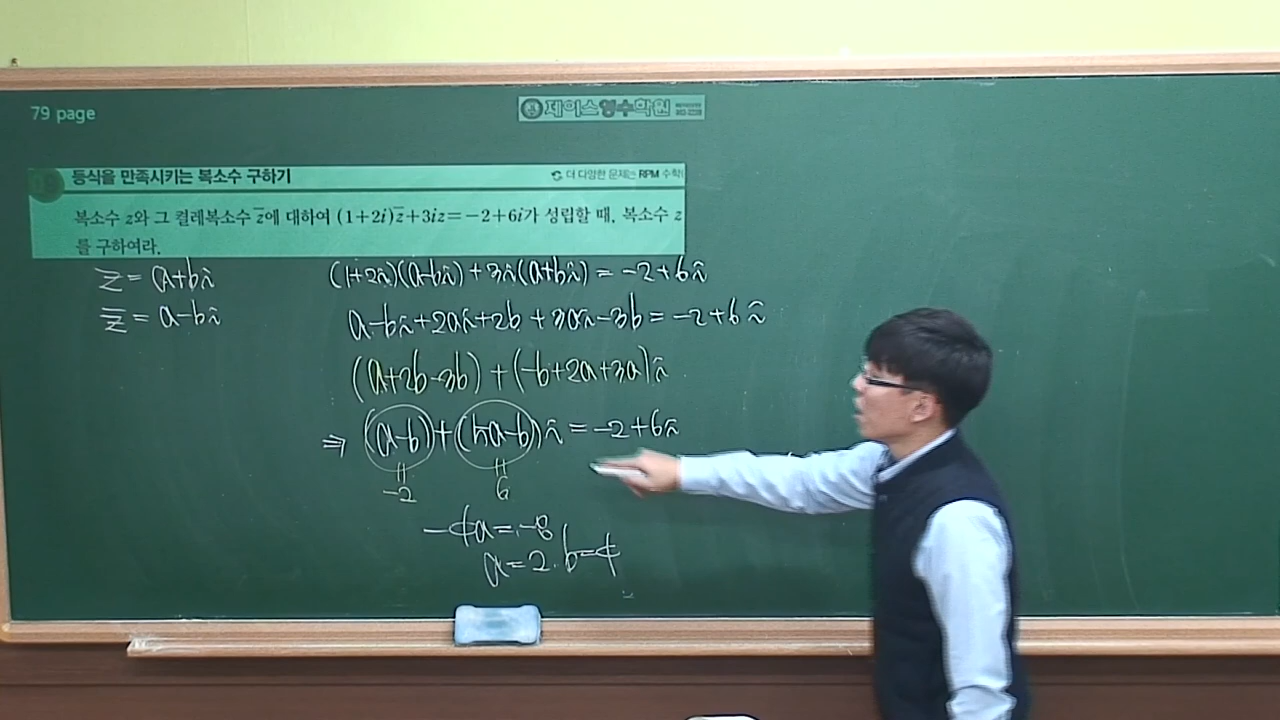 79 page
제이스영수학원
등식을 만족시키는 복소수 구하기
더 다양한 문제는 RPM 수학(
복소수 z와 그 켤레복소수 z̅에 대하여 (1+2i)z̅+3iz=-2+6i가 성립할 때, 복소수 z
를 구하여라.
z = a+bi
z̅ = a-bi
(1+2i)(a-bi)+3i(a+bi) = -2+6i
a-bi+2ai+2b+3ai-3b = -2+6i
(a+2b-3b)+(-b+2a+3a)i
⇒ (a-b)+(5a-b)i = -2+6i
= =
-2 6
-4a = -8
a=2. b=4